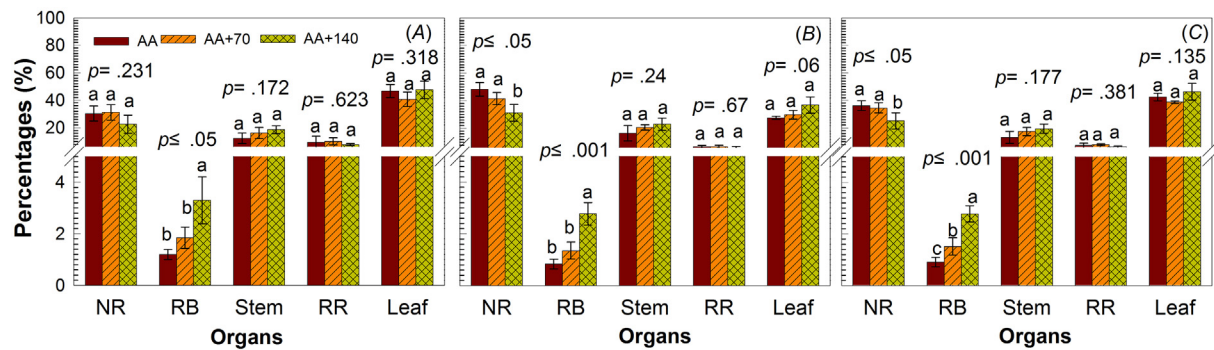 100
80
60
40
20
4
2
0
Percentages (%)
AA AA+70 AA+140
(A)
p= .231
a a a
p≤ .05
b b a
p= .172
a a a
p= .623
a a a
p= .318
a a a
NR RB Stem RR Leaf
Organs
(B)
p≤ .05
a a b
p≤ .001
b b a
p= .24
a a a
p= .67
a a a
p= .06
a a a
NR RB Stem RR Leaf
Organs
(C)
p≤ .05
a a b
p≤ .001
c b a
p= .177
a a a
p= .381
a a a
p= .135
a a a
NR RB Stem RR Leaf
Organs